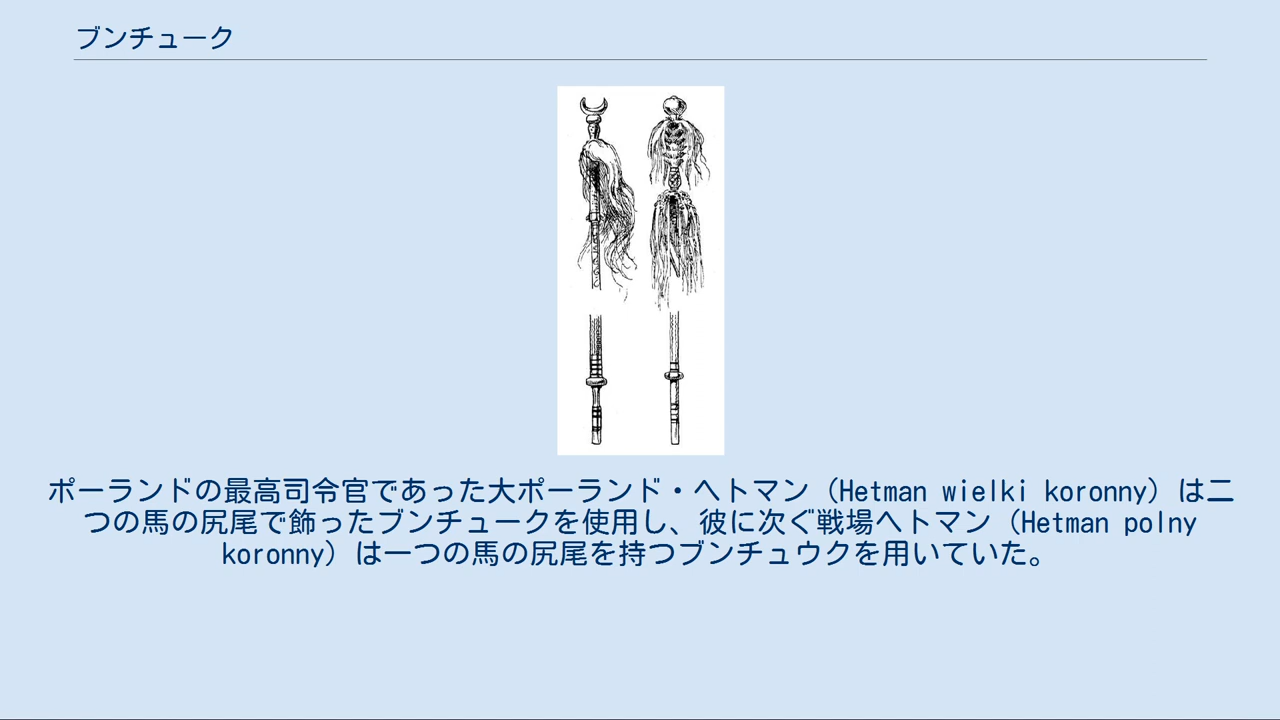 ブンチューク
ポーランドの最高司令官であった大ポーランド・ヘトマン（Hetman wielki koronny）は二
つの馬の尻尾で飾ったブンチュークを使用し、彼に次ぐ戦場ヘトマン（Hetman polny
koronny）は一つの馬の尻尾を持つブンチュウクを用いていた。